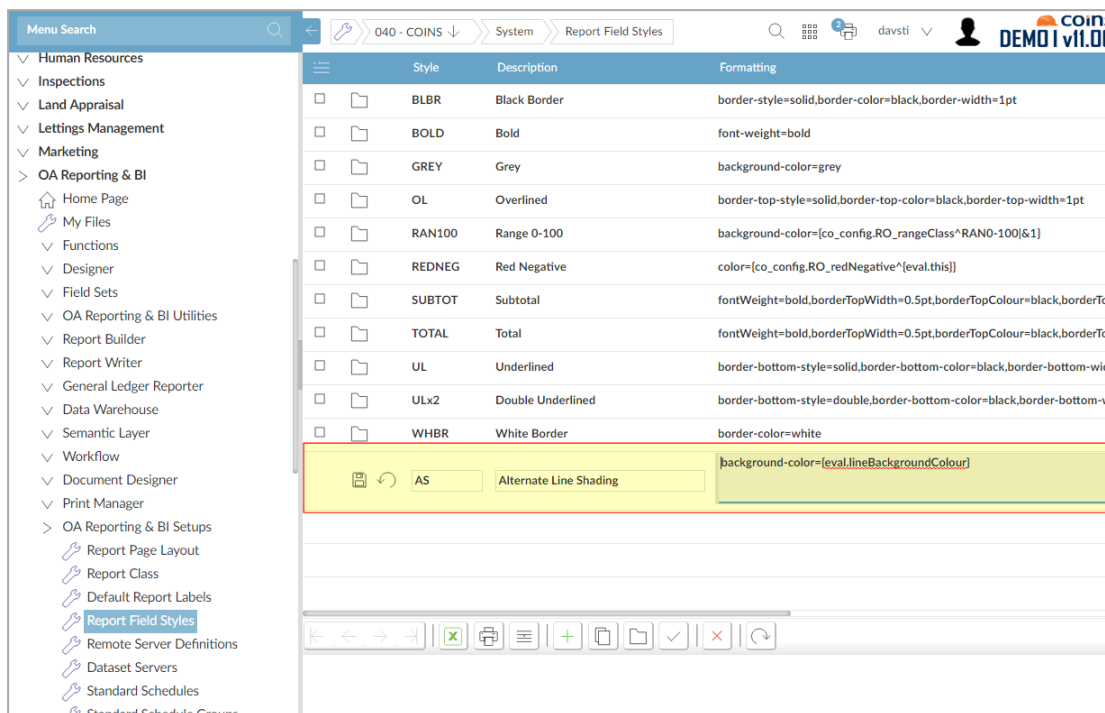 Menu Search
040 - COINS
System
Report Field Styles
2
davsti
COINS
DEMO | v11.0
Human Resources
Inspections
Land Appraisal
Lettings Management
Marketing
OA Reporting & BI
Home Page
My Files
Functions
Designer
Field Sets
OA Reporting & BI Utilities
Report Builder
Report Writer
General Ledger Reporter
Data Warehouse
Semantic Layer
Workflow
Document Designer
Print Manager
OA Reporting & BI Setups
Report Page Layout
Report Class
Default Report Labels
Report Field Styles
Remote Server Definitions
Dataset Servers
Standard Schedules
Standard Schedule Groups
Style Description Formatting
BLBR Black Border border-style=solid,border-color=black,border-width=1pt
BOLD Bold font-weight=bold
GREY Grey background-color=grey
OL Overlined border-top-style=solid,border-top-color=black,border-top-width=1pt
RAN100 Range 0-100 background-color={co_config.RO_rangeClass^RAN0-100|&1}
REDNEG Red Negative color={co_config.RO_redNegative^{eval.this}}
SUBTOT Subtotal fontWeight=bold,borderTopWidth=0.5pt,borderTopColour=black,borderTo
TOTAL Total fontWeight=bold,borderTopWidth=0.5pt,borderTopColour=black,borderTo
UL Underlined border-bottom-style=solid,border-bottom-color=black,border-bottom-wi
ULx2 Double Underlined border-bottom-style=double,border-bottom-color=black,border-bottom-w
WHBR White Border border-color=white
AS Alternate Line Shading background-color={eval.lineBackgroundColour}